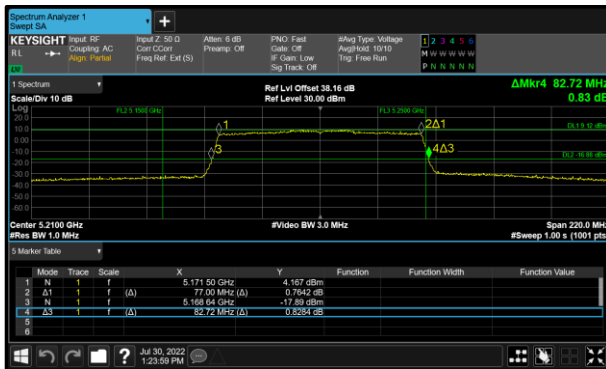 Spectrum Analyzer 1
Swept SA
KEYSIGHT Input: RF Input Z: 50 Ω Atten: 6 dB PNO: Fast #Avg Type: Voltage 1 2 3 4 5 6
R L Coupling: AC Corr CCorr Preamp: Off Gate: Off Avg|Hold: 10/10 M W W W W W
Align: Partial Freq Ref: Ext (S) IF Gain: Low Trig: Free Run
Sig Track: Off P N N N N N
1 Spectrum Ref Lvl Offset 38.16 dB ΔMkr4 82.72 MHz
Scale/Div 10 dB Ref Level 30.00 dBm 0.83 dB
Log FL2 5.1500 GHz FL3 5.2500 GHz
20.0
10.0 1 2Δ1 DL1 9.12 dBm
0.00
-10.0 3 4Δ3 DL2 -16.88 dBm
-20.0
-30.0
-40.0
-50.0
-60.0
Center 5.2100 GHz #Video BW 3.0 MHz Span 220.0 MHz
#Res BW 1.0 MHz #Sweep 1.00 s (1001 pts)
5 Marker Table
Mode Trace Scale X Y Function Function Width Function Value
1 N 1 f 5.171 50 GHz 4.167 dBm
2 Δ1 1 f (Δ) 77.00 MHz (Δ) 0.7642 dB
3 N 1 f 5.168 64 GHz -17.89 dBm
4 Δ3 1 f (Δ) 82.72 MHz (Δ) 0.8284 dB
5
6
? Jul 30, 2022
1:23:59 PM